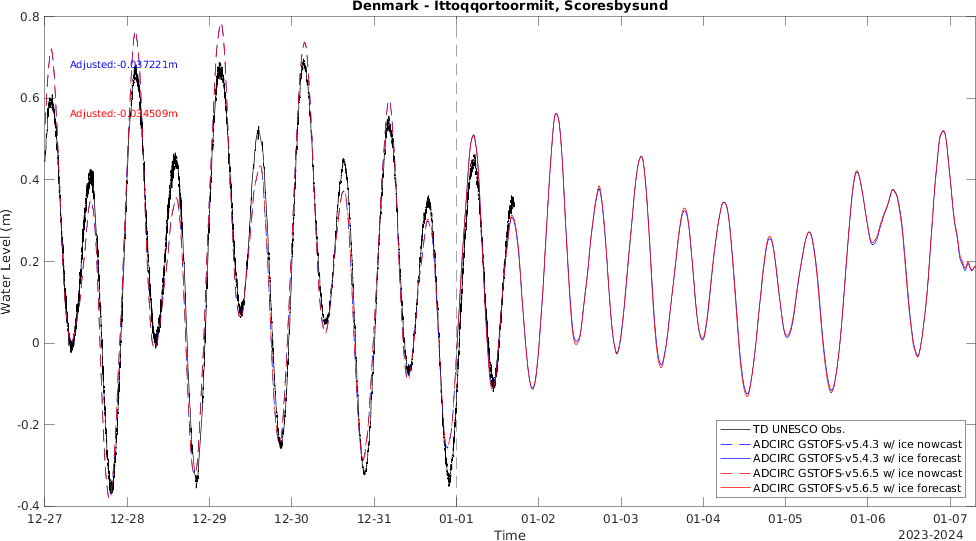 Denmark - Ittoqqortoormiit, Scoresbysund
0.8
0.6
0.4
0.2
0
-0.2
-0.4
Water Level (m)
Adjusted:-0.037221m
Adjusted:-0.034509m
TD UNESCO Obs.
ADCIRC GSTOFS-v5.4.3 w/ ice nowcast
ADCIRC GSTOFS-v5.4.3 w/ ice forecast
ADCIRC GSTOFS-v5.6.5 w/ ice nowcast
ADCIRC GSTOFS-v5.6.5 w/ ice forecast
12-27 12-28 12-29 12-30 12-31 01-01 01-02 01-03 01-04 01-05 01-06 01-07
Time
2023-2024